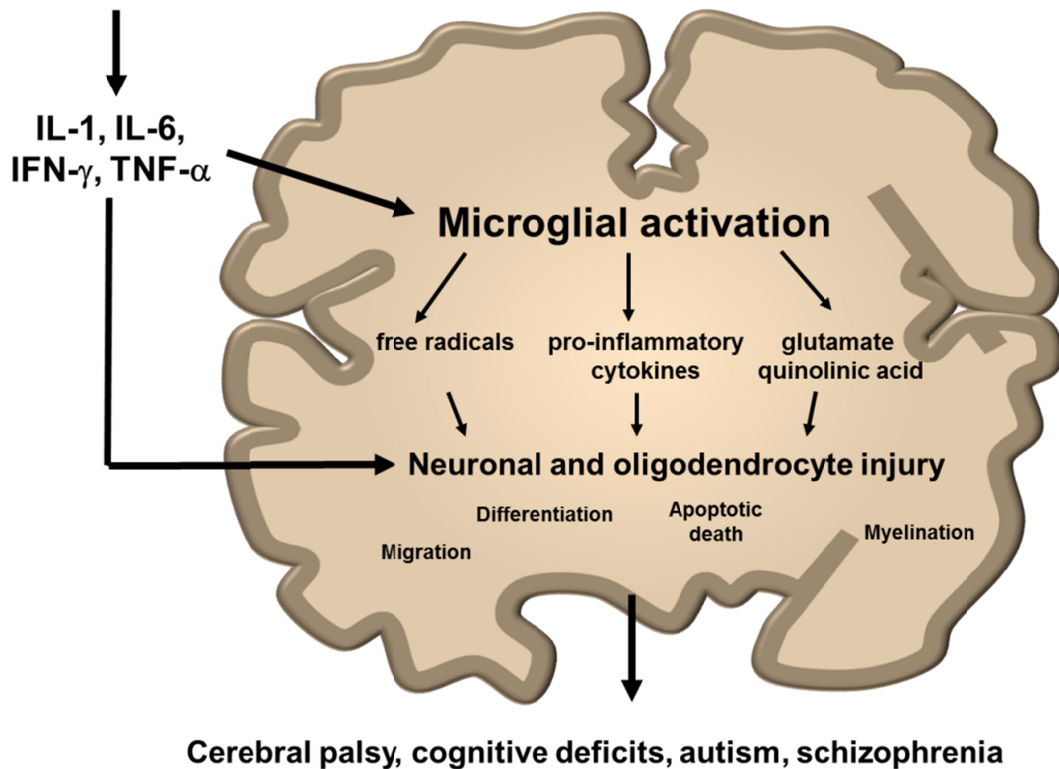 IL-1, IL-6,
IFN-γ, TNF-α
Microglial activation
free radicals
pro-inflammatory
cytokines
glutamate
quinolinic acid
Neuronal and oligodendrocyte injury
Differentiation
Apoptotic
death
Myelination
Migration
Cerebral palsy, cognitive deficits, autism, schizophrenia